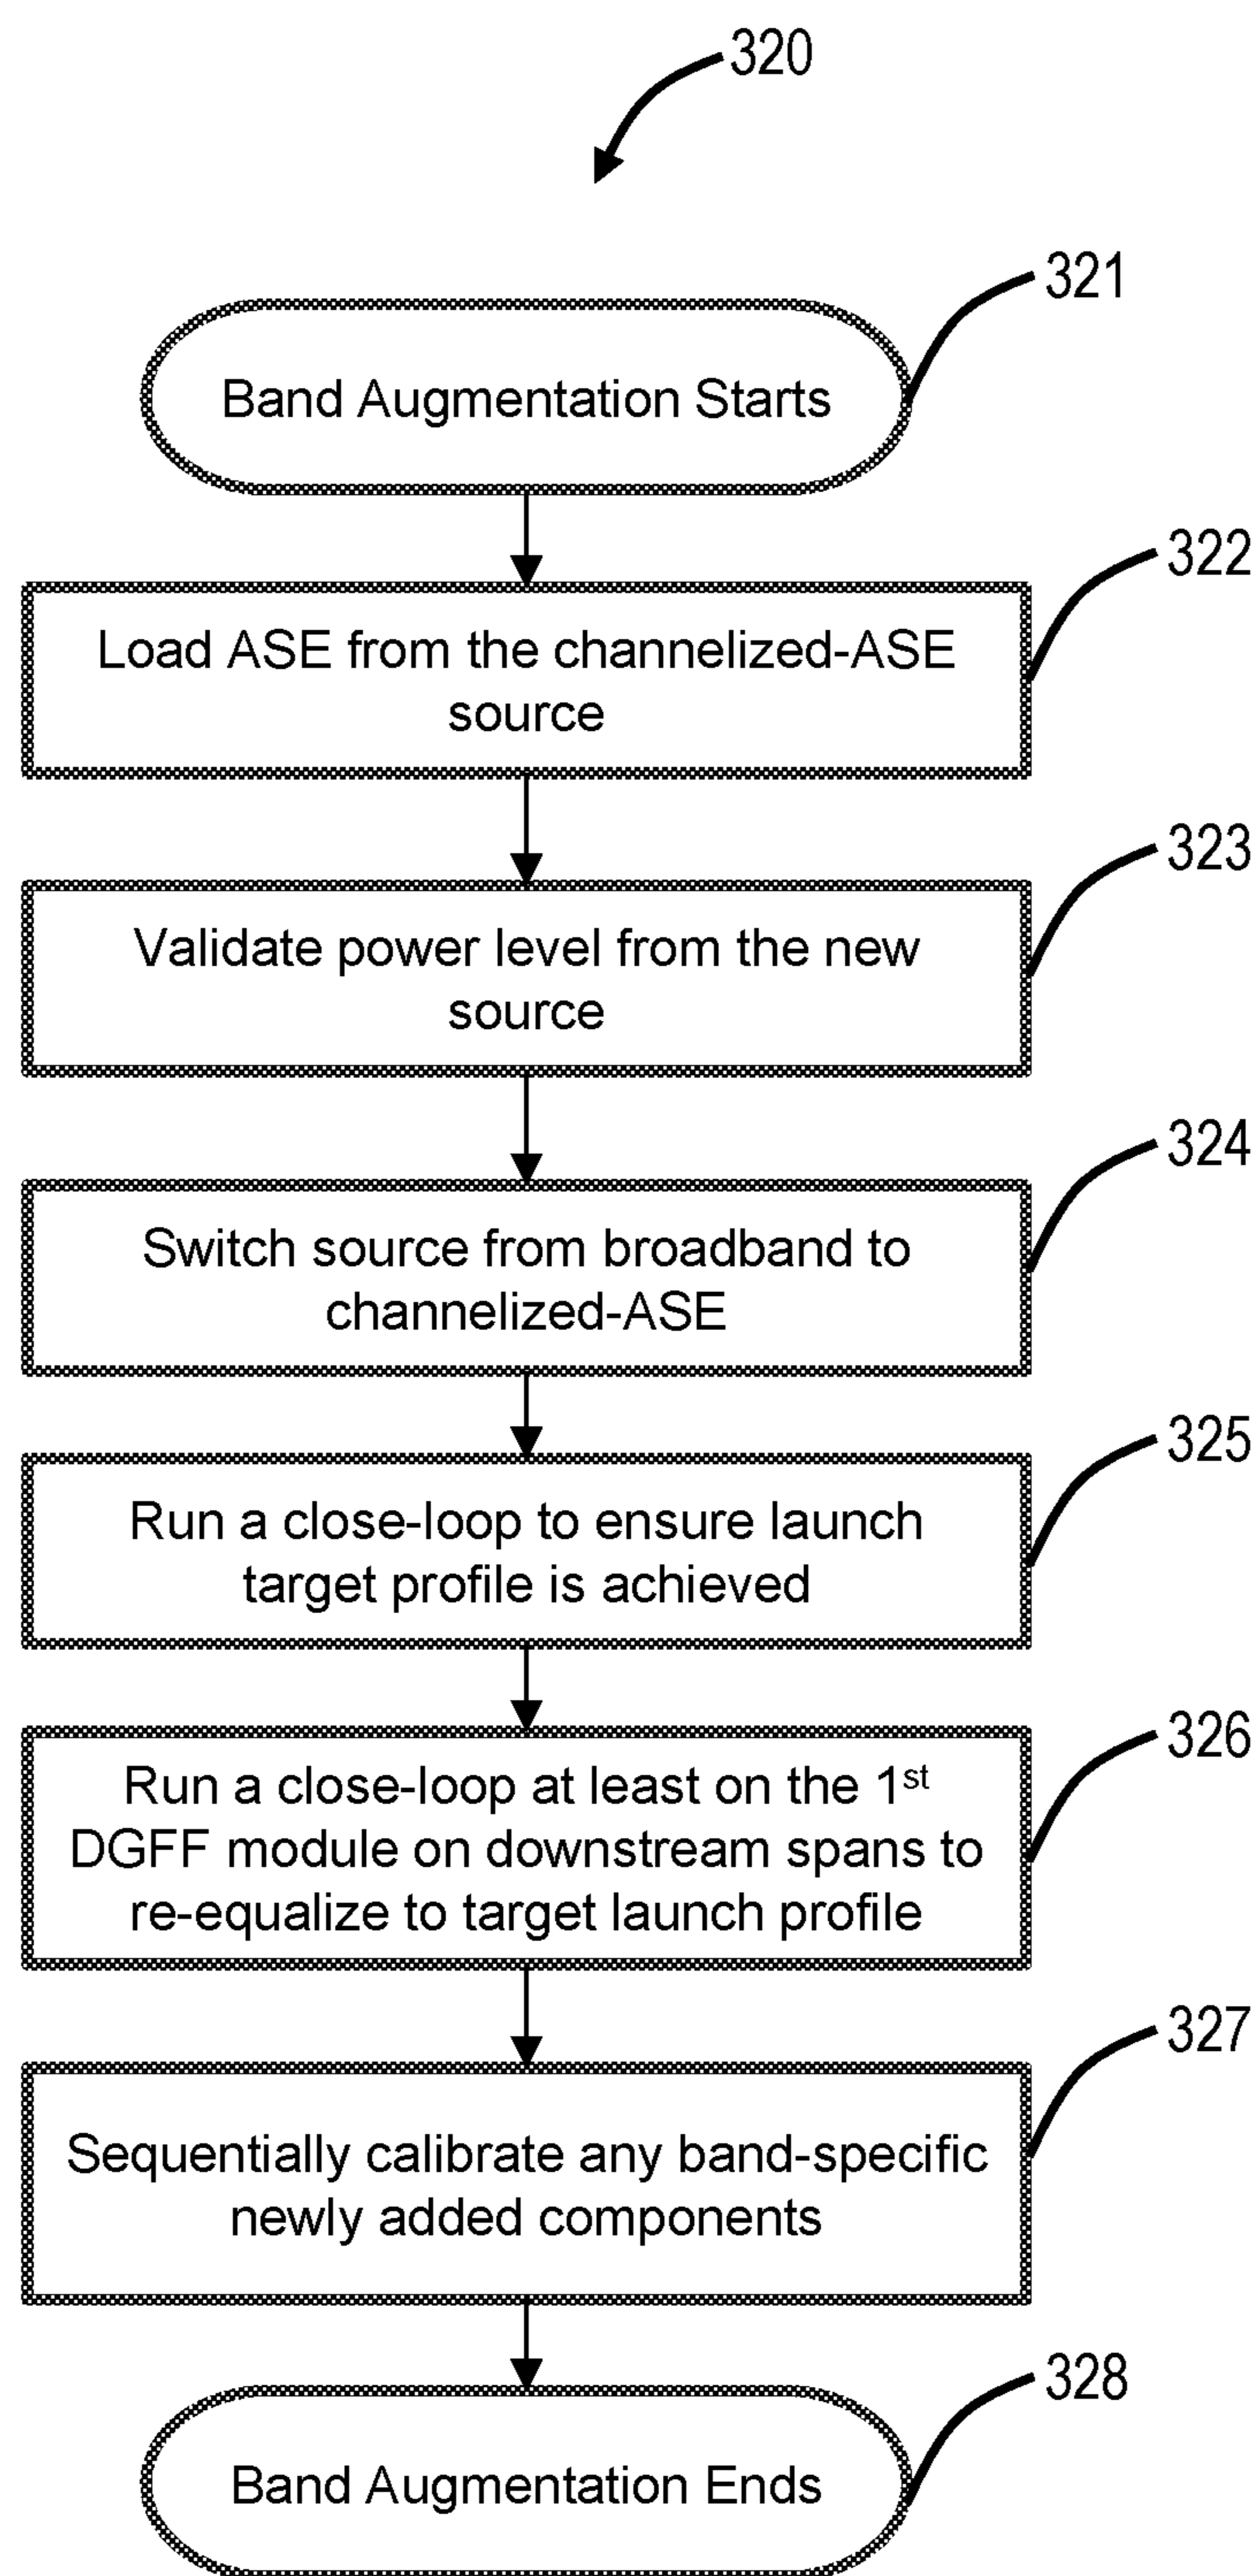 320
321
Band Augmentation Starts
322
Load ASE from the channelized-ASE
source
323
Validate power level from the new
source
324
Switch source from broadband to
channelized-ASE
325
Run a close-loop to ensure launch
target profile is achieved
326
Run a close-loop at least on the 1st
DGFF module on downstream spans to
re-equalize to target launch profile
327
Sequentially calibrate any band-specific
newly added components
328
Band Augmentation Ends